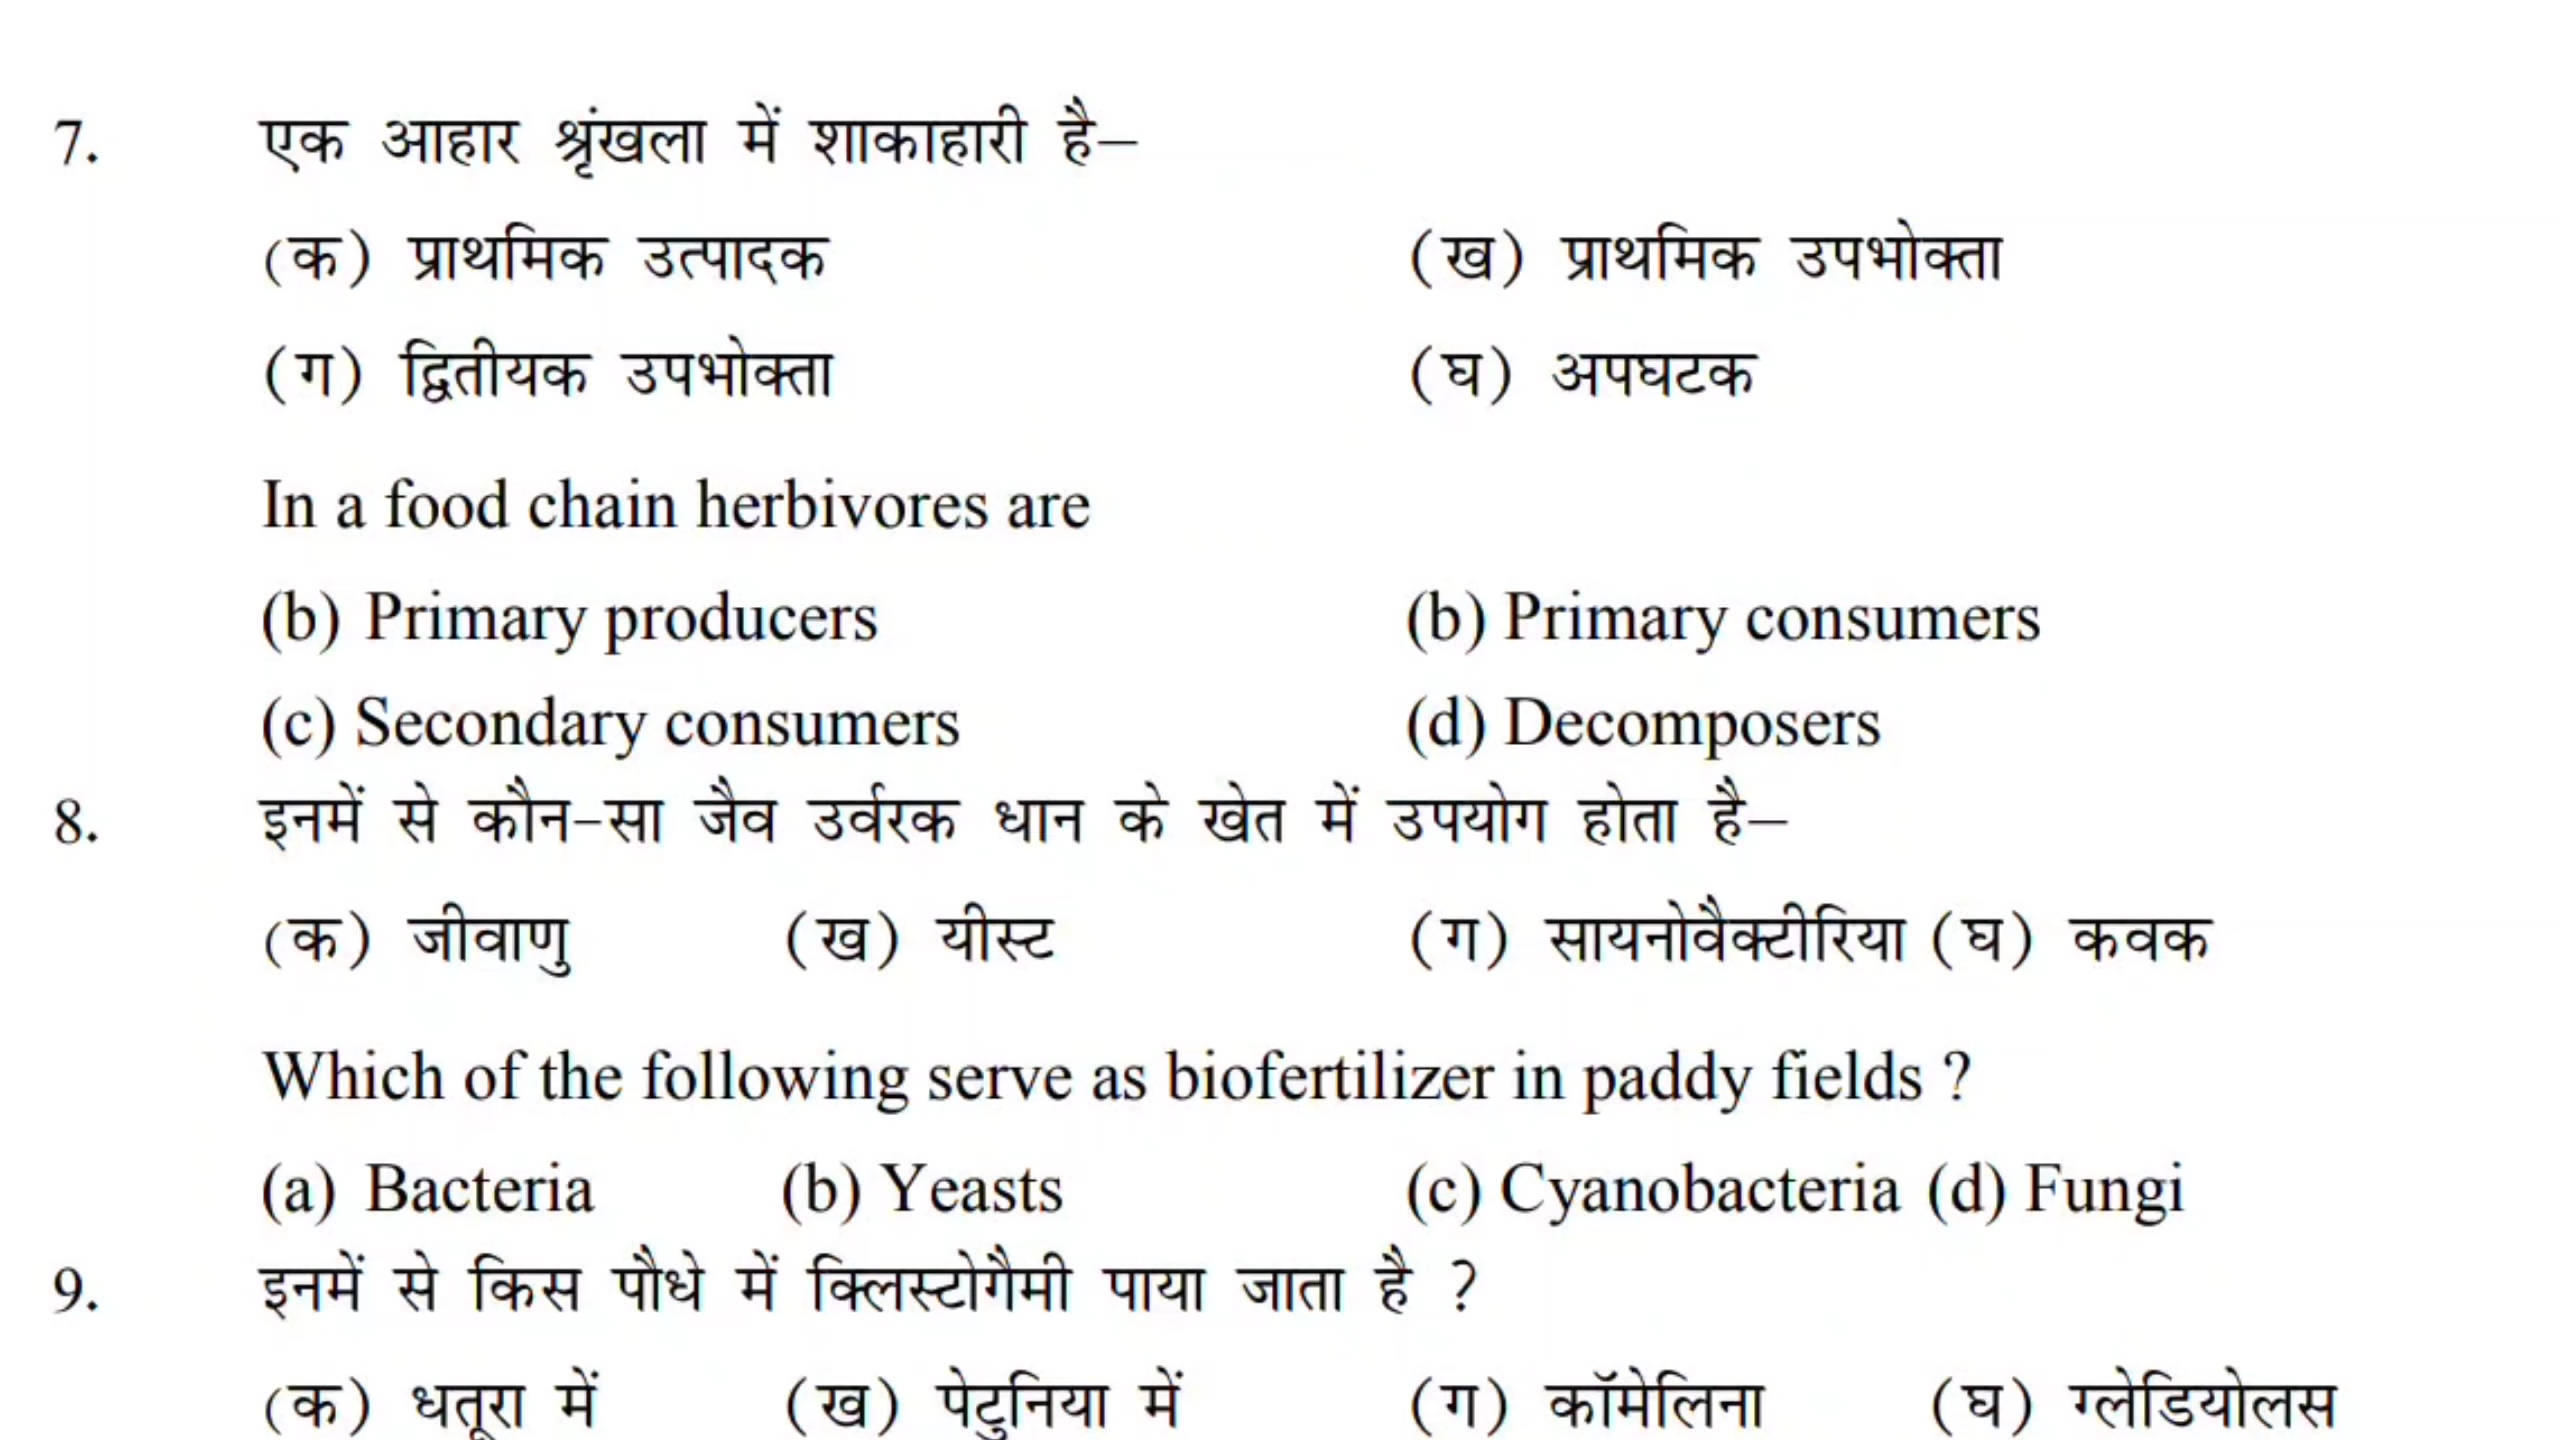 7. एक आहार श्रृंखला में शाकाहारी है–
(क) प्राथमिक उत्पादक (ख) प्राथमिक उपभोक्ता
(ग) द्वितीयक उपभोक्ता (घ) अपघटक
In a food chain herbivores are
(b) Primary producers (b) Primary consumers
(c) Secondary consumers (d) Decomposers
8. इनमें से कौन-सा जैव उर्वरक धान के खेत में उपयोग होता है–
(क) जीवाणु (ख) यीस्ट (ग) सायनोवैक्टीरिया (घ) कवक
Which of the following serve as biofertilizer in paddy fields ?
(a) Bacteria (b) Yeasts (c) Cyanobacteria (d) Fungi
9. इनमें से किस पौधे में क्लिस्टोगैमी पाया जाता है ?
(क) धतूरा में (ख) पेटुनिया में (ग) कॉमेलिना (घ) ग्लेडियोलस